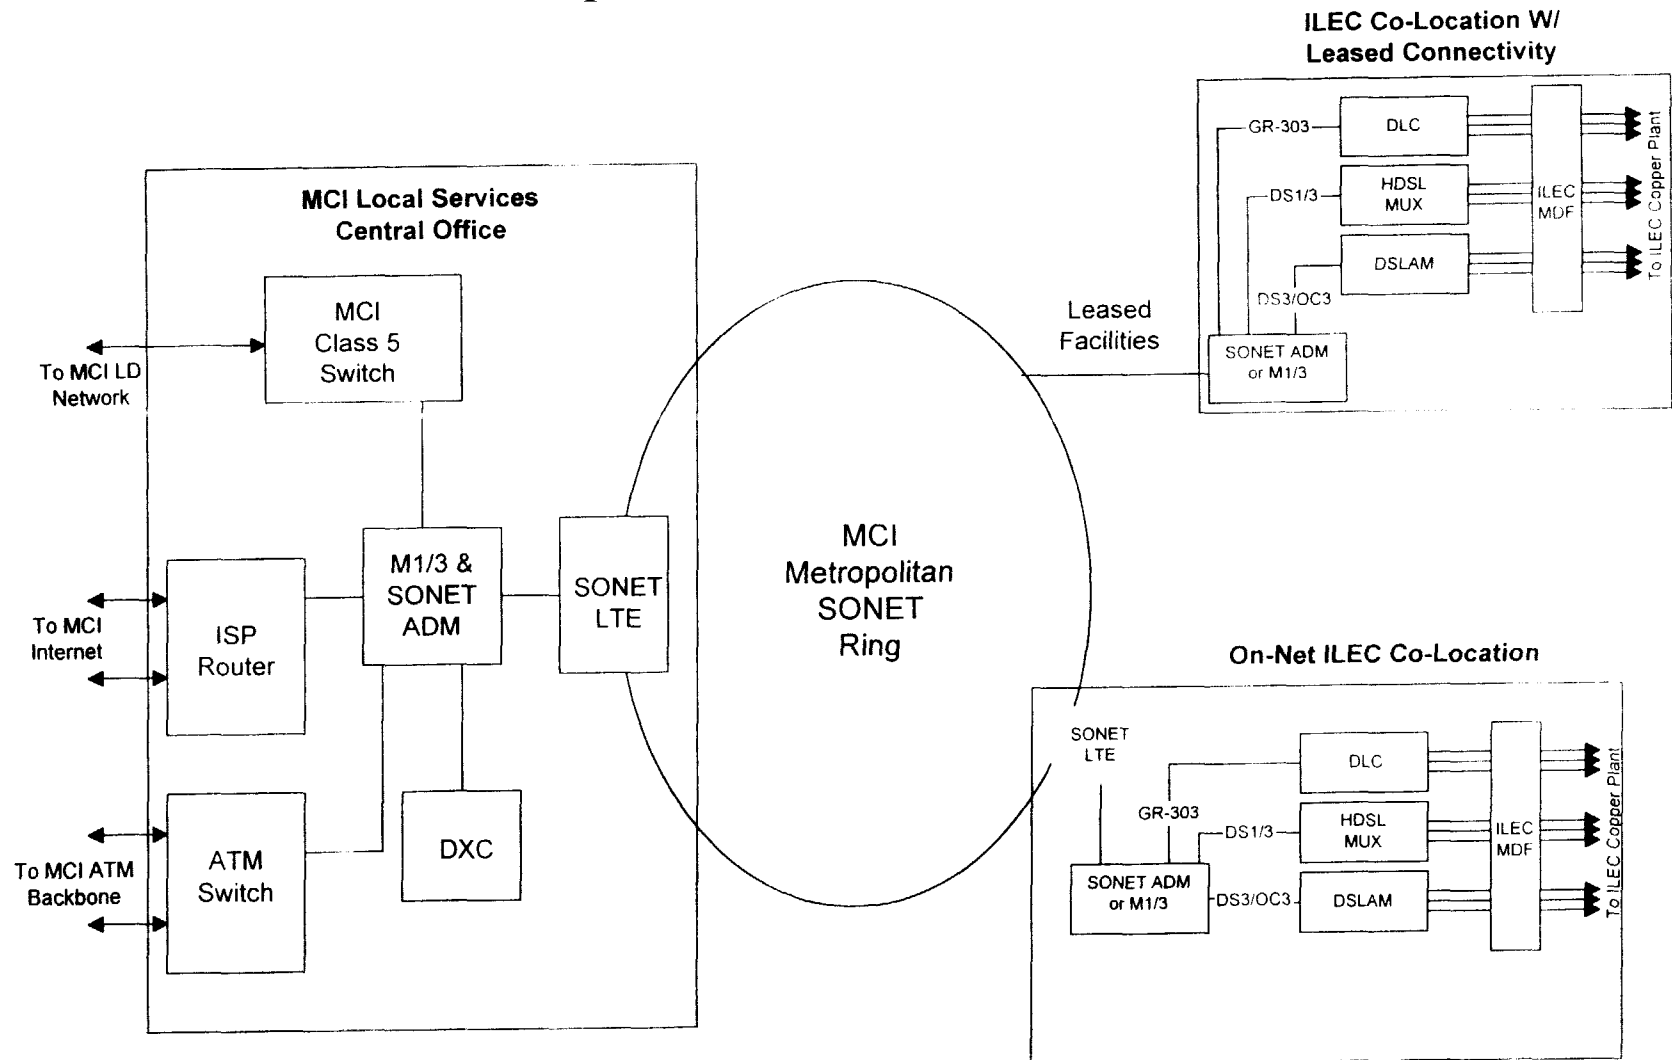 ILEC Co-Location W/
Leased Connectivity
GR-303
DLC
DS1/3
HDSL
MUX
DSLAM
DS3/OC3
ILEC
MDF
To ILEC Copper Plant
SONET ADM
or M1/3
Leased
Facilities
MCI Local Services
Central Office
MCI
Class 5
Switch
To MCI LD
Network
M1/3 &
SONET
ADM
SONET
LTE
ISP
Router
To MCI
Internet
ATM
Switch
To MCI ATM
Backbone
DXC
MCI
Metropolitan
SONET
Ring
On-Net ILEC Co-Location
SONET
LTE
GR-303
DLC
DS1/3
HDSL
MUX
DS3/OC3
DSLAM
ILEC
MDF
To ILEC Copper Plant
SONET ADM
or M1/3